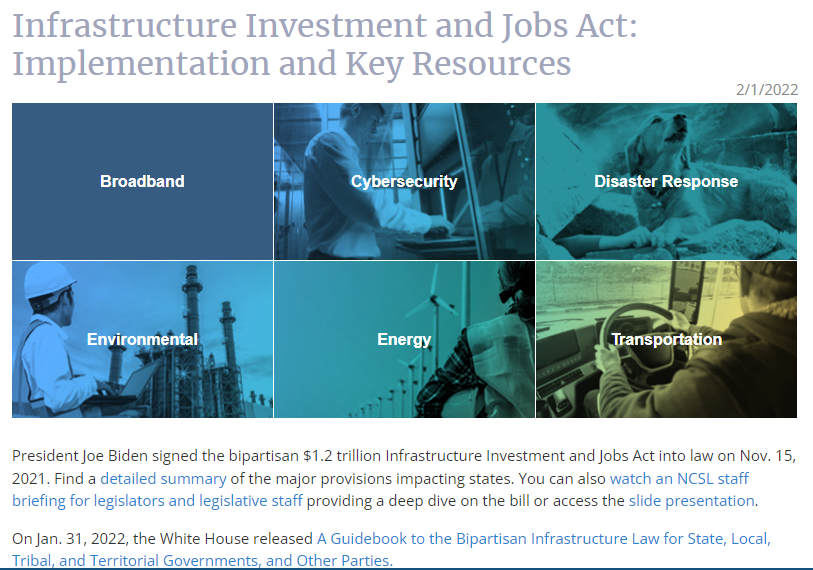 Infrastructure Investment and Jobs Act:
Implementation and Key Resources
2/1/2022
Broadband
Cybersecurity
Disaster Response
Environmental
Energy
Transportation
President Joe Biden signed the bipartisan $1.2 trillion Infrastructure Investment and Jobs Act into law on Nov. 15,
2021. Find a detailed summary of the major provisions impacting states. You can also watch an NCSL staff
briefing for legislators and legislative staff providing a deep dive on the bill or access the slide presentation.
On Jan. 31, 2022, the White House released A Guidebook to the Bipartisan Infrastructure Law for State, Local,
Tribal, and Territorial Governments, and Other Parties.